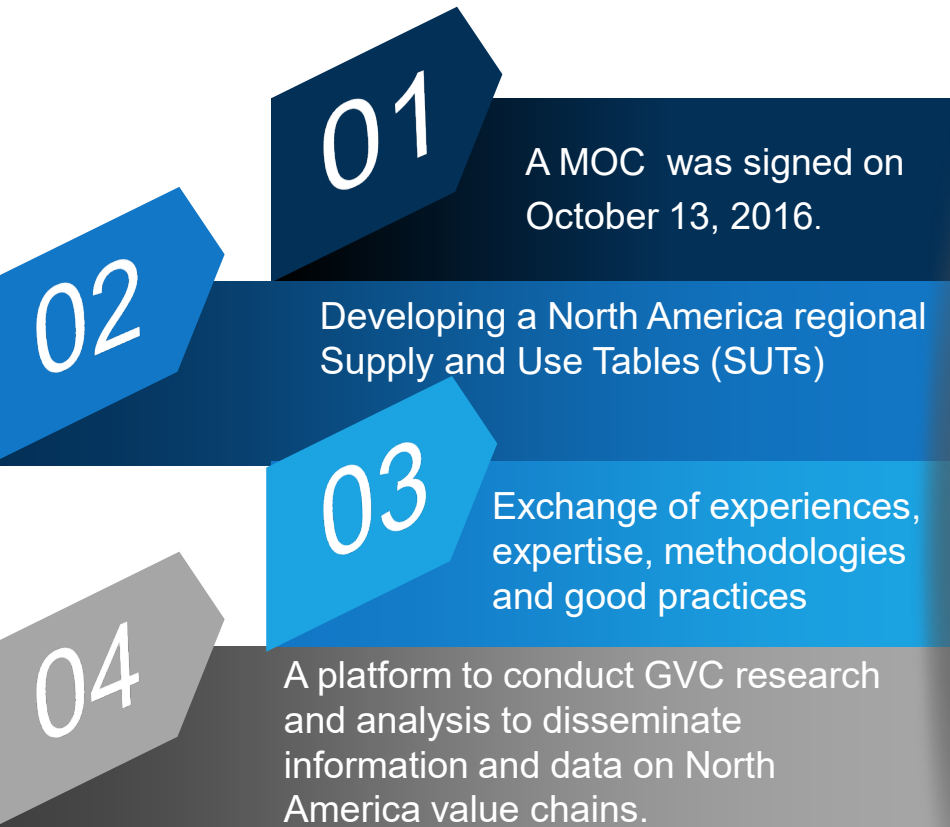 01
A MOC  was signed on
October 13, 2016.
02
Developing a North America regional
Supply and Use Tables (SUTs)
03
Exchange of experiences,
expertise, methodologies
and good practices
04
A platform to conduct GVC research
and analysis to disseminate
information and data on North
America value chains.